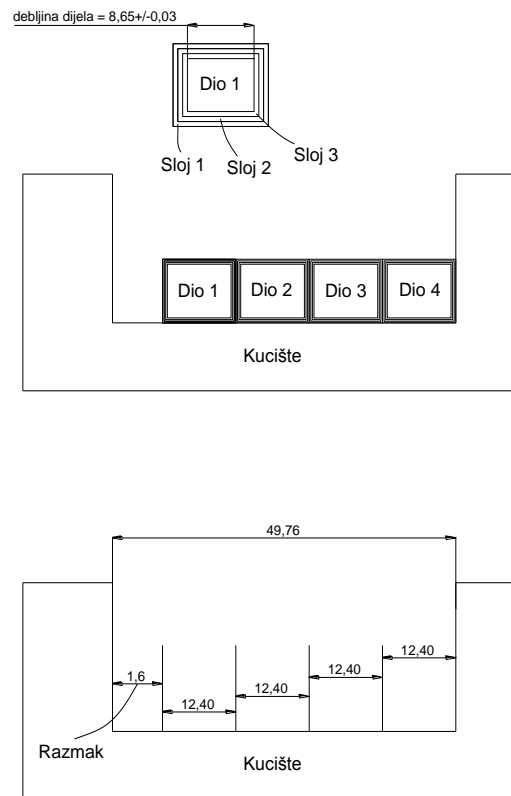 debljina dijela = 8,65+/-0,03
Dio 1
Sloj 1
Sloj 2
Sloj 3
Dio 1
Dio 2
Dio 3
Dio 4
Kucište
49,76
1,6
12,40
12,40
12,40
12,40
Razmak
Kucište